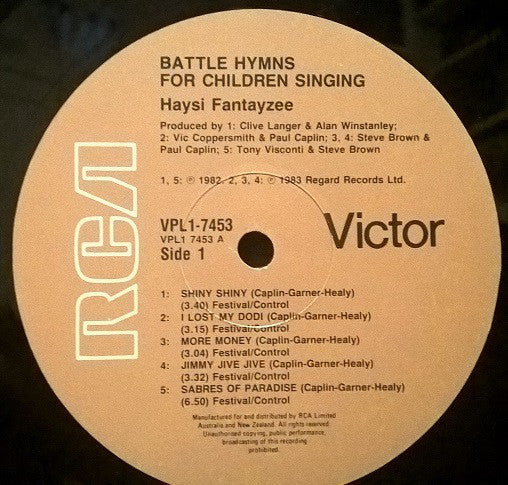 BATTLE HYMNS
FOR CHILDREN SINGING
Haysi Fantayzee
Produced by 1: Clive Langer & Alan Winstanley;
2: Vic Coppersmith & Paul Caplin; 3, 4: Steve Brown &
Paul Caplin; 5: Tony Visconti & Steve Brown
1, 5: ℗ 1982. 2, 3, 4: ℗ 1983 Regard Records Ltd.
RCA
VPL1-7453
VPL1 7453 A
Side 1
Victor
1: SHINY SHINY (Caplin-Garner-Healy)
(3.40) Festival/Control
2: I LOST MY DODI (Caplin-Garner-Healy)
(3.15) Festival/Control
3: MORE MONEY (Caplin-Garner-Healy)
(3.04) Festival/Control
4: JIMMY JIVE JIVE (Caplin-Garner-Healy)
(3.32) Festival/Control
5: SABRES OF PARADISE (Caplin-Garner-Healy)
(6.50) Festival/Control
Manufactured for and distributed by RCA Limited
Australia and New Zealand. All rights reserved.
Unauthorised copying, public performance,
broadcasting of this recording
prohibited.